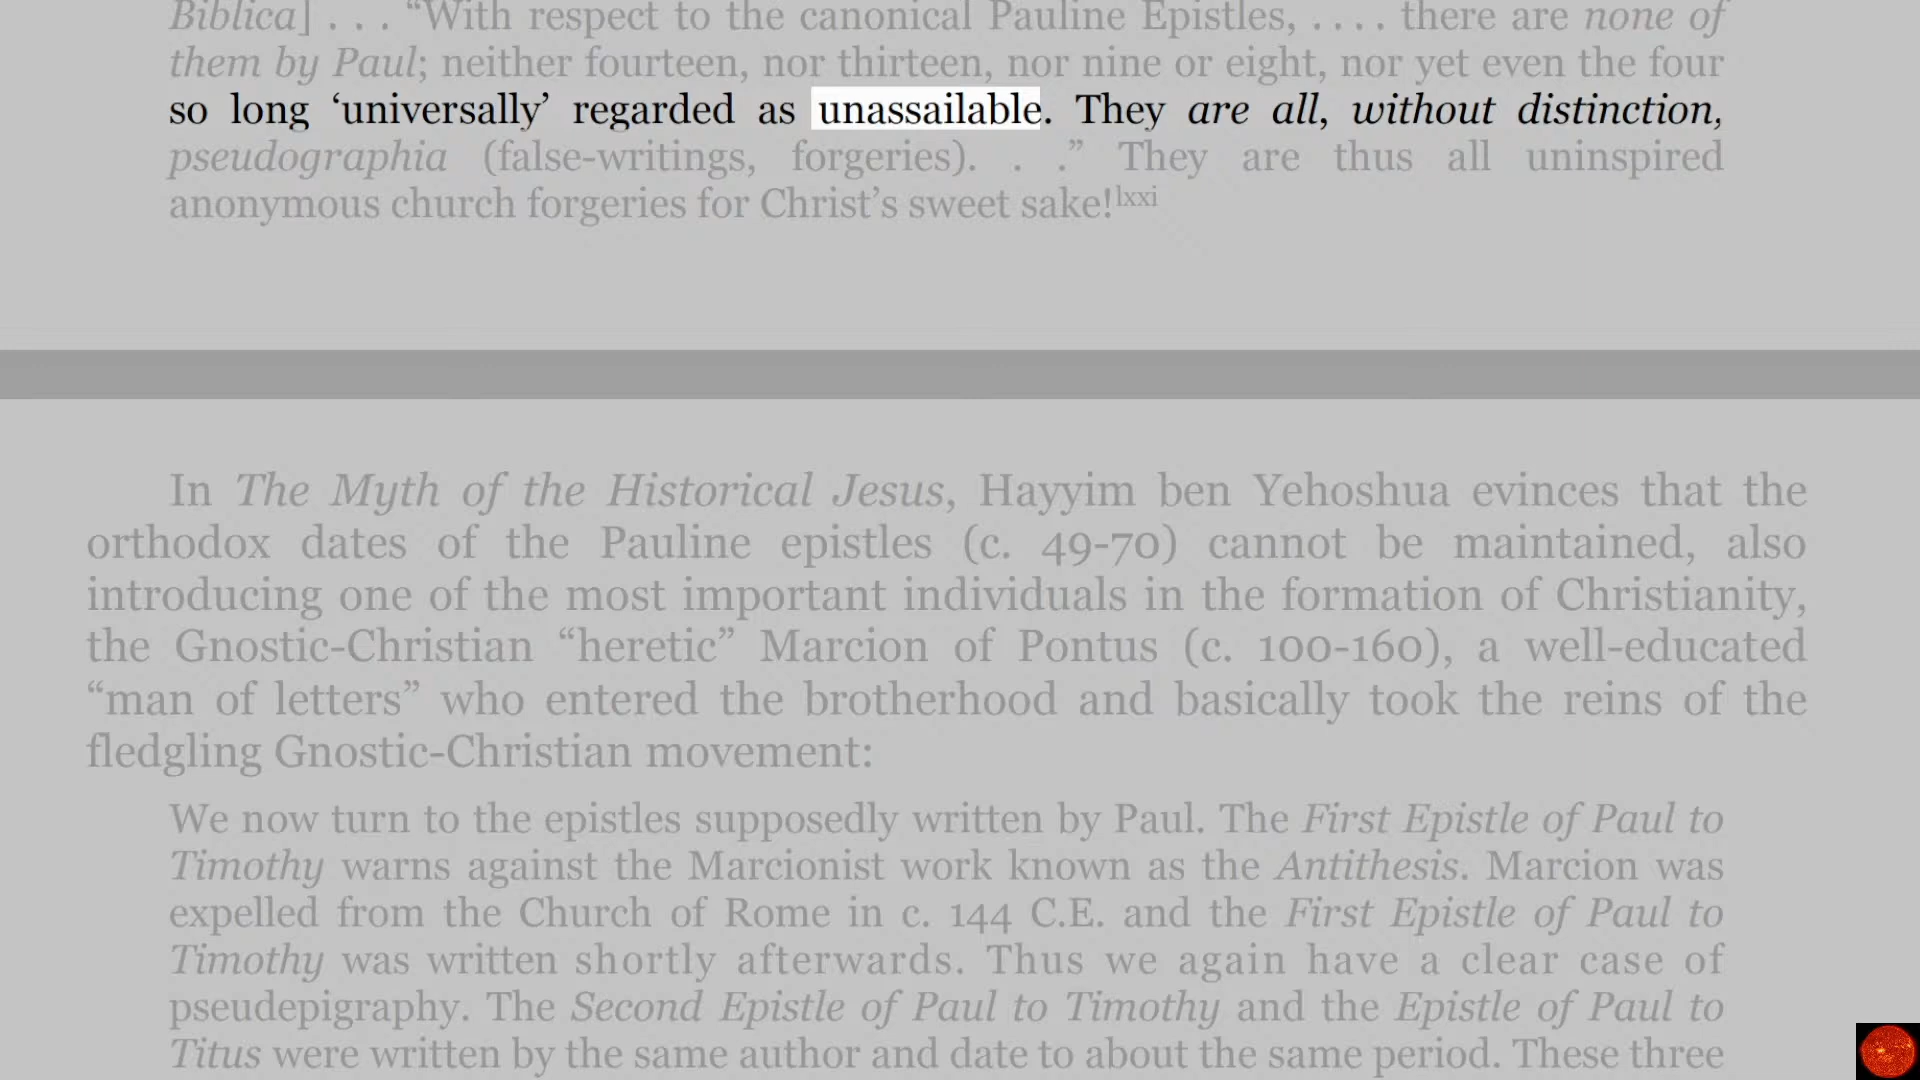 Biblica] . . . “With respect to the canonical Pauline Epistles, . . . . there are none of
them by Paul; neither fourteen, nor thirteen, nor nine or eight, nor yet even the four
so long ‘universally’ regarded as unassailable. They are all, without distinction,
pseudographia (false-writings, forgeries). . .” They are thus all uninspired
anonymous church forgeries for Christ’s sweet sake!lxxi
In The Myth of the Historical Jesus, Hayyim ben Yehoshua evinces that the
orthodox dates of the Pauline epistles (c. 49-70) cannot be maintained, also
introducing one of the most important individuals in the formation of Christianity,
the Gnostic-Christian “heretic” Marcion of Pontus (c. 100-160), a well-educated
“man of letters” who entered the brotherhood and basically took the reins of the
fledgling Gnostic-Christian movement:
We now turn to the epistles supposedly written by Paul. The First Epistle of Paul to
Timothy warns against the Marcionist work known as the Antithesis. Marcion was
expelled from the Church of Rome in c. 144 C.E. and the First Epistle of Paul to
Timothy was written shortly afterwards. Thus we again have a clear case of
pseudepigraphy. The Second Epistle of Paul to Timothy and the Epistle of Paul to
Titus were written by the same author and date to about the same period. These three